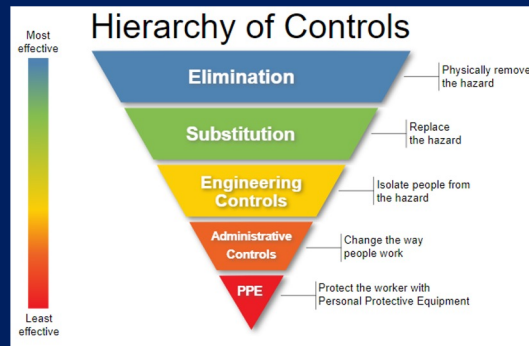 Hierarchy of Controls
Most
effective
Elimination
Physically remove
the hazard
Substitution
Replace
the hazard
Engineering
Controls
Isolate people from
the hazard
Administrative
Controls
Change the way
people work
PPE
Protect the worker with
Personal Protective Equipment
Least
effective